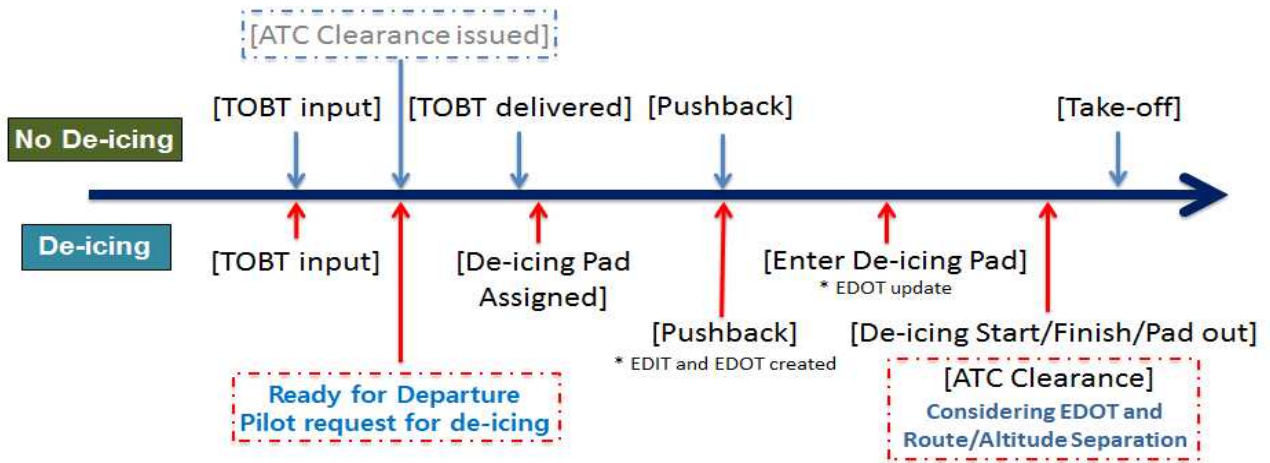 [ATC Clearance issued]
[TOBT input]
[TOBT delivered]
[Pushback]
[Take-off]
No De-icing
De-icing
[TOBT input]
[De-icing Pad
Assigned]
[Enter De-icing Pad]
* EDOT update
[Pushback]
* EDIT and EDOT created
[De-icing Start/Finish/Pad out]
Ready for Departure
Pilot request for de-icing
[ATC Clearance]
Considering EDOT and
Route/Altitude Separation